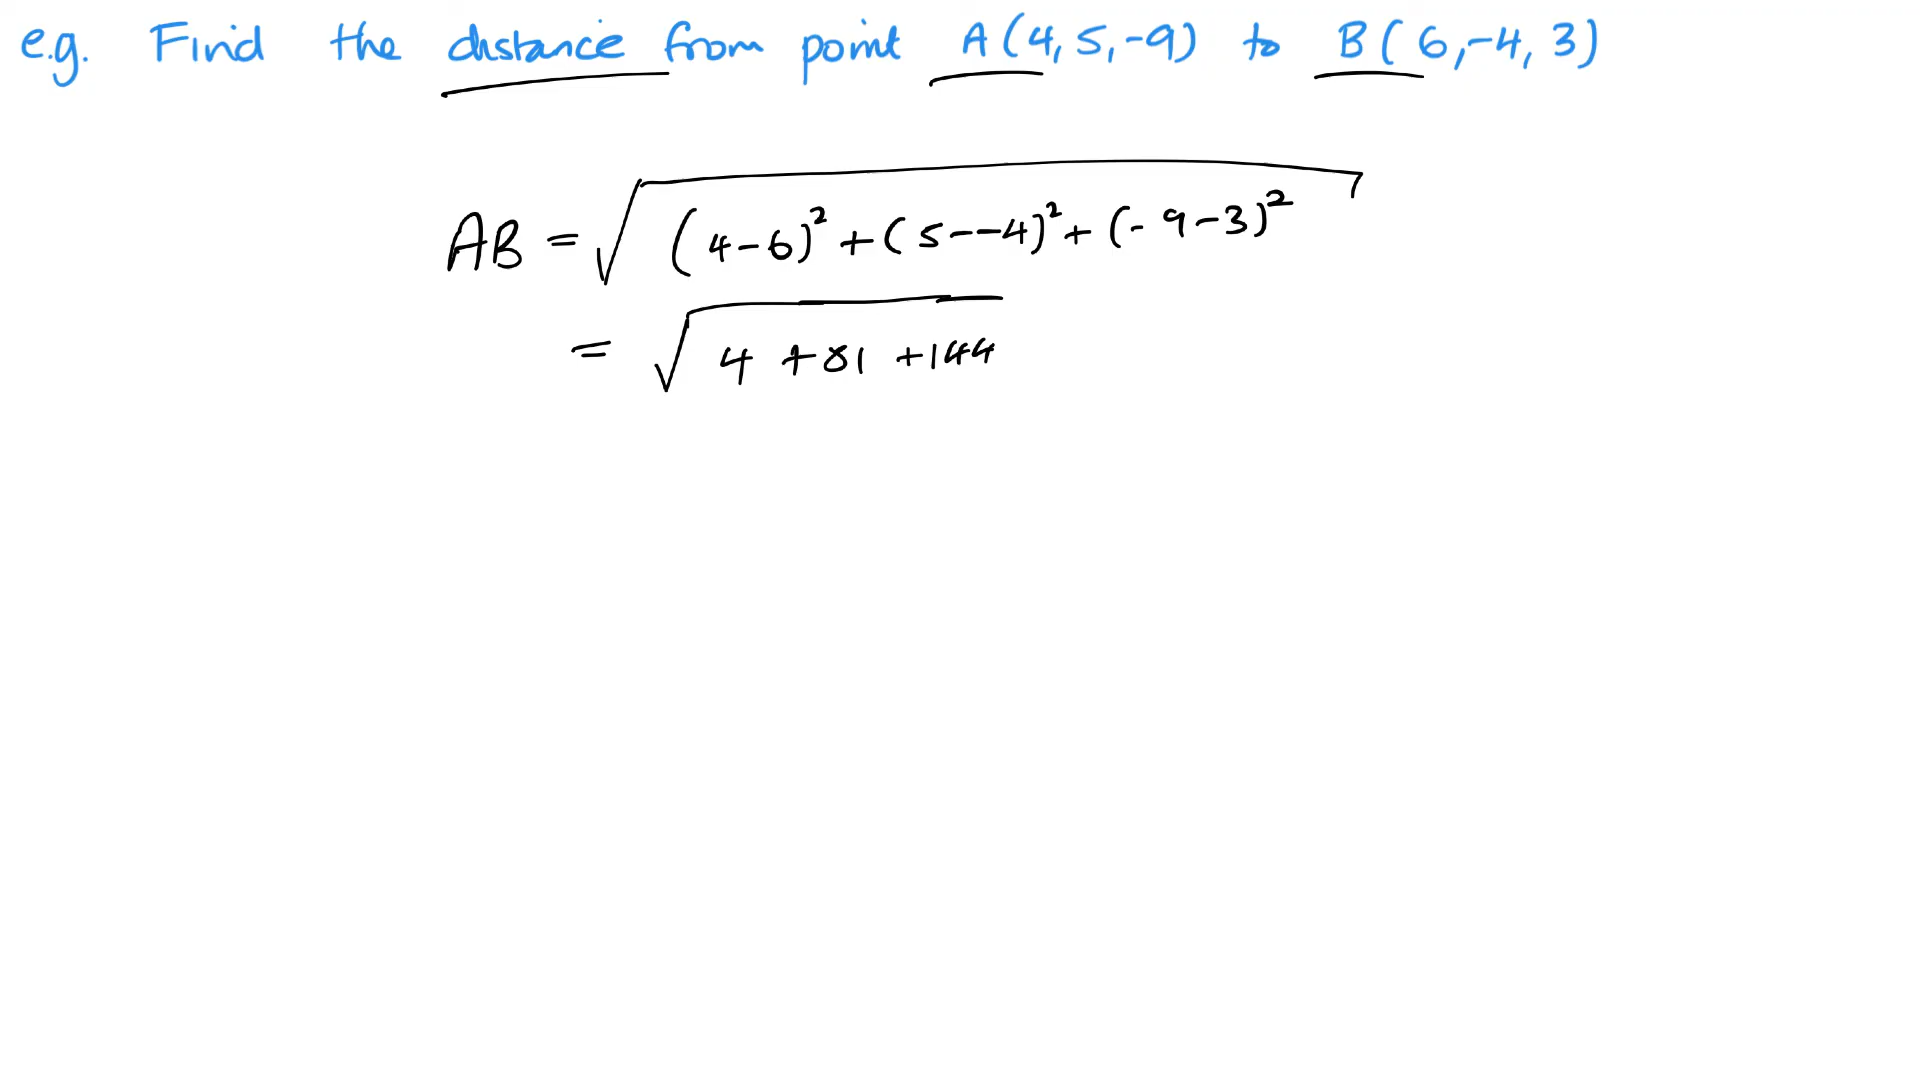 e.g. Find the distance from point A(4,5,-9) to B(6,-4,3)
AB = √(4-6)² + (5--4)² + (-9-3)²
= √4 +81 +144